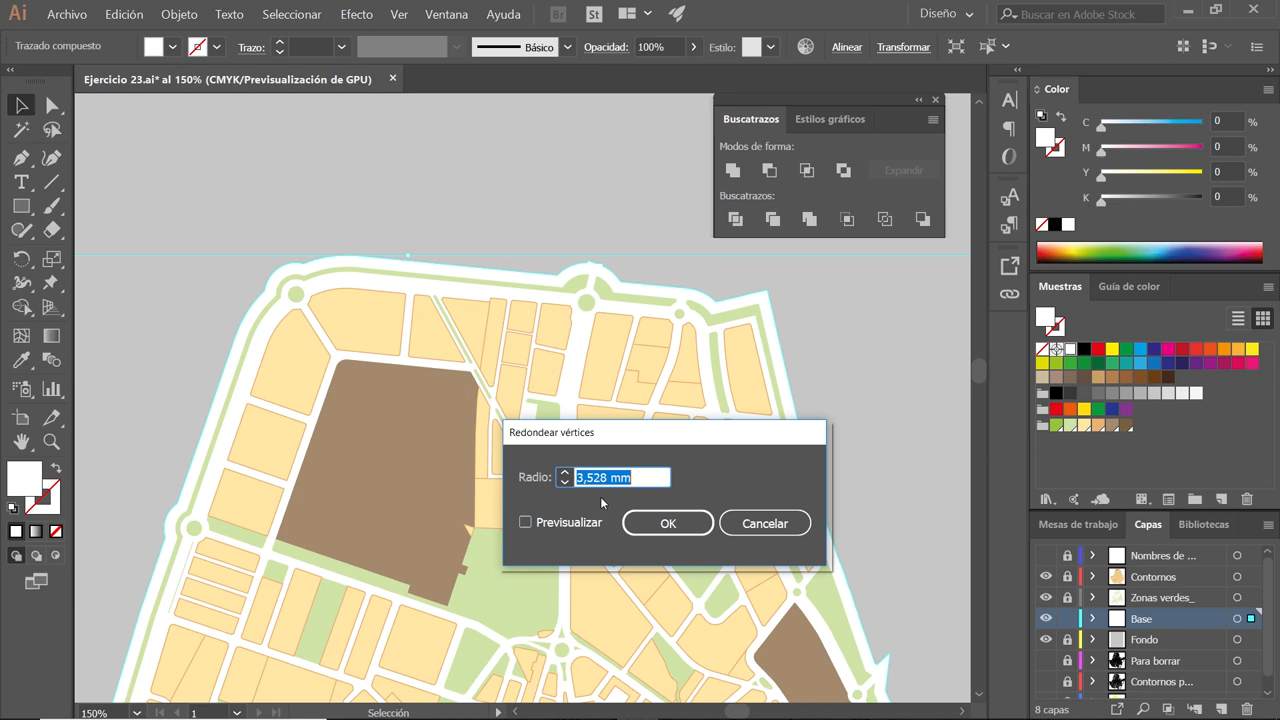 Ai Archivo Edición Objeto Texto Seleccionar Efecto Ver Ventana Ayuda Br St Diseño Buscar en Adobe Stock
Trazado compuesto Trazo: Básico Opacidad: 100% Estilo: Alinear Transformar
Ejercicio 23.ai* al 150% (CMYK/Previsualización de GPU)
Buscatrazos Estilos gráficos
Modos de forma:
Expandir
Buscatrazos:
Redondear vértices
Radio: 3,528 mm
Previsualizar OK Cancelar
Color
C 0 %
M 0 %
Y 0 %
K 0 %
Muestras Guía de color
Mesas de trabajo Capas Bibliotecas
Nombres de ...
Contornos
Zonas verdes_
Base
Fondo
Para borrar
Contornos p...
8 capas
150% 1 Selección